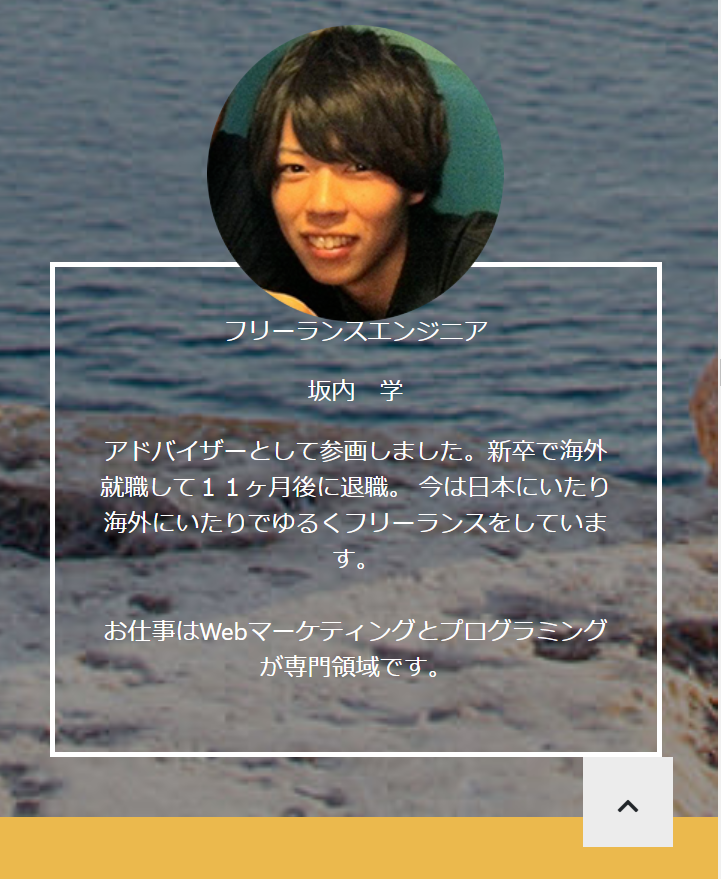 フリーランスエンジニア
坂内　学
アドバイザーとして参画しました。新卒で海外
就職して１１ヶ月後に退職。 今は日本にいたり
海外にいたりでゆるくフリーランスをしていま
す。
お仕事はWebマーケティングとプログラミング
が専門領域です。